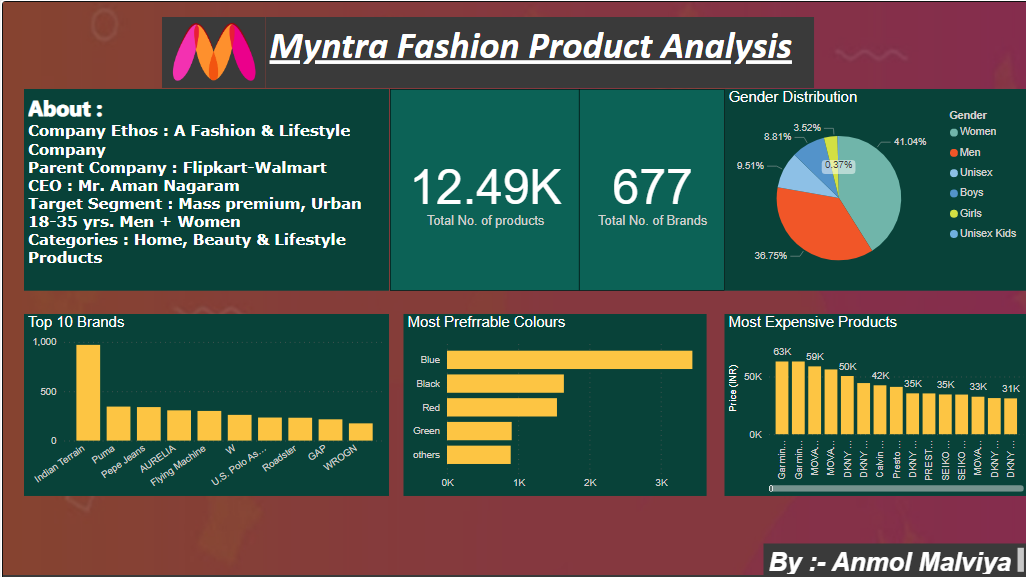 Myntra Fashion Product Analysis
About :
Company Ethos : A Fashion & Lifestyle
Company
Parent Company : Flipkart-Walmart
CEO : Mr. Aman Nagaram
Target Segment : Mass premium, Urban
18-35 yrs. Men + Women
Categories : Home, Beauty & Lifestyle
Products
12.49K
Total No. of products
677
Total No. of Brands
Gender Distribution
3.52%
8.81%
9.51%
0.37%
41.04%
36.75%
Gender
Women
Men
Unisex
Boys
Girls
Unisex Kids
Top 10 Brands
1,000
500
0
Indian Terrain
Puma
Pepe Jeans
AURELIA
Flying Machine
W
U.S. Polo As...
Roadster
GAP
WROGN
Most Prefrrable Colours
Blue
Black
Red
Green
others
0K
1K
2K
3K
Most Expensive Products
Price (INR)
50K
0K
63K
59K
50K
42K
35K
35K
33K
31K
Garmin...
Garmin...
MOVA...
MOVA...
DKNY ...
DKNY ...
Calvin ...
Presto ...
DKNY ...
PREST...
SEIKO ...
SEIKO ...
MOVA...
DKNY ...
DKNY ...
By :- Anmol Malviya